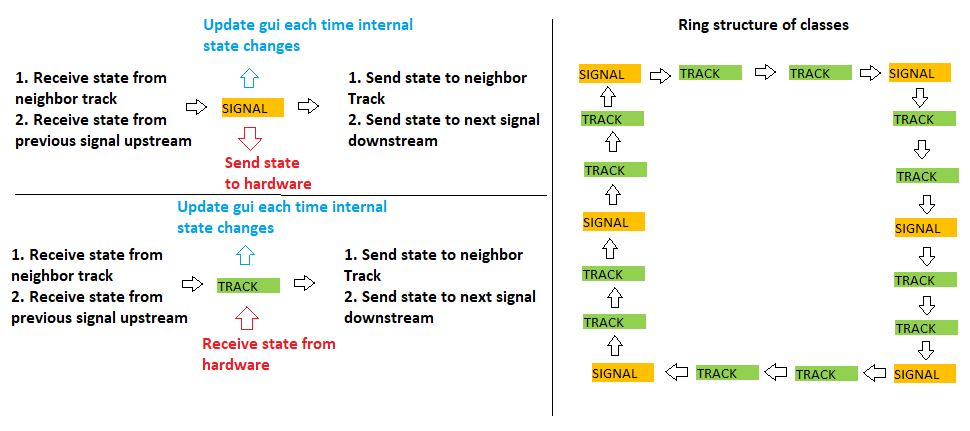 Update gui each time internal
state changes
1. Receive state from
neighbor track
2. Receive state from
previous signal upstream
SIGNAL
1. Send state to neighbor
Track
2. Send state to next signal
downstream
Send state
to hardware
Update gui each time internal
state changes
1. Receive state from
neighbor track
2. Receive state from
previous signal upstream
TRACK
1. Send state to neighbor
Track
2. Send state to next signal
downstream
Receive state from
hardware
Ring structure of classes
SIGNAL
TRACK
TRACK
SIGNAL
TRACK
TRACK
SIGNAL
TRACK
TRACK
SIGNAL
TRACK
TRACK
SIGNAL
TRACK
TRACK
SIGNAL
TRACK
TRACK